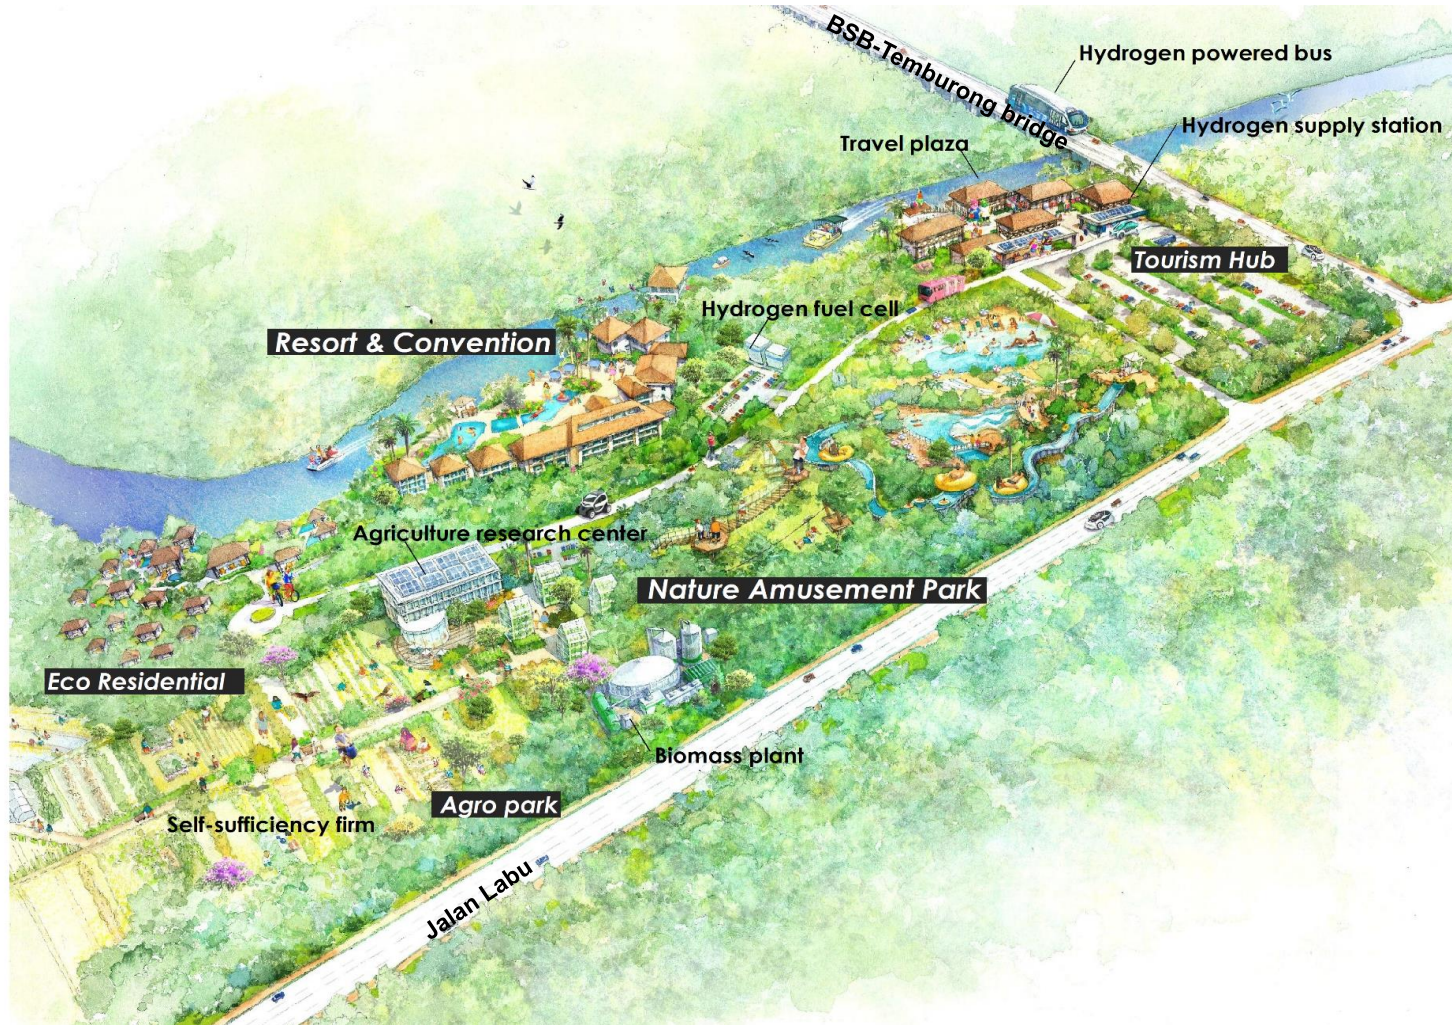 BSB-Temburong bridge
Hydrogen powered bus
Hydrogen supply station
Travel plaza
Tourism Hub
Hydrogen fuel cell
Resort & Convention
Agriculture research center
Nature Amusement Park
Eco Residential
Biomass plant
Agro park
Self-sufficiency firm
Jalan Labu